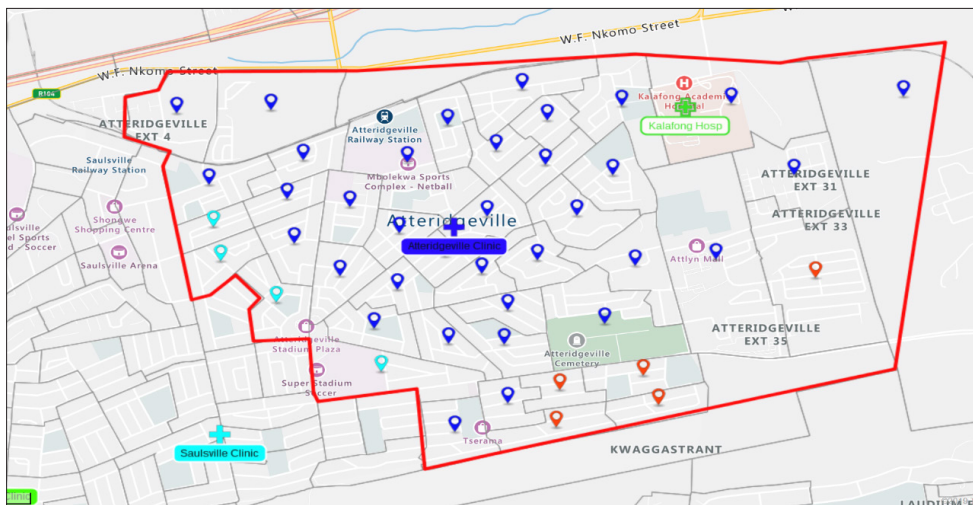 W.F. Nkomo Street
W.F. Nkomo Street
R104
ATTERIDGEVILLE
EXT 4
Atteridgeville
Railway Station
Kalafong Academic
Hospital
Kalafong Hosp
Saulsville
Railway Station
Mbolekwa Sports
Complex - Netball
ATTERIDGEVILLE
EXT 31
Shongwe
Shopping Centre
ATTERIDGEVILLE
EXT 33
Atteridgeville
Atteridgeville Clinic
Saulsville Arena
Attlyn Mall
ATTERIDGEVILLE
EXT 35
Atteridgeville
Stadium Plaza
Atteridgeville
Cemetery
Super Stadium
Soccer
Tserama
Saulsville Clinic
KWAGGASTRANT
Clinic